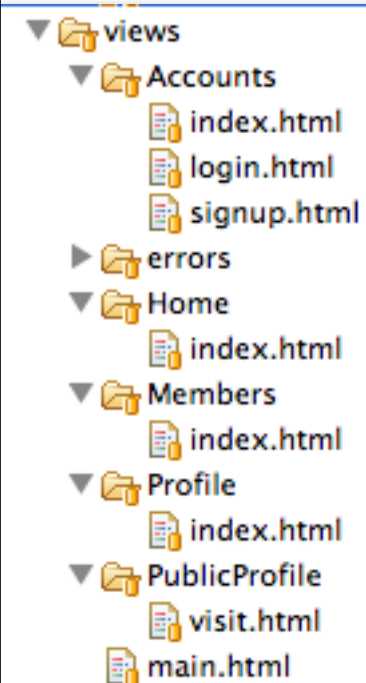 views
Accounts
index.html
login.html
signup.html
errors
Home
index.html
Members
index.html
Profile
index.html
PublicProfile
visit.html
main.html